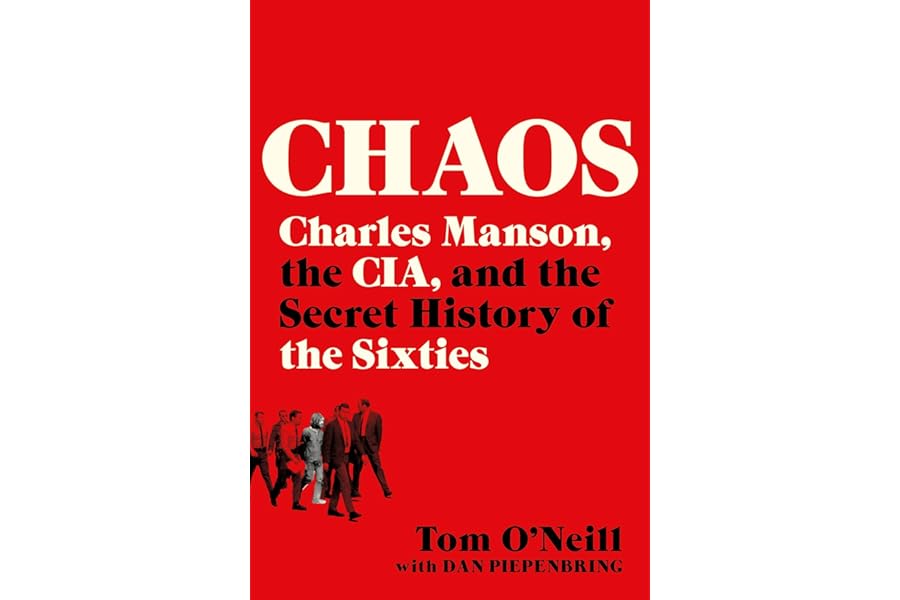 CHAOS
Charles Manson,
the CIA, and the
Secret History of
the Sixties
Tom O'Neill
with DAN PIEPENBRING